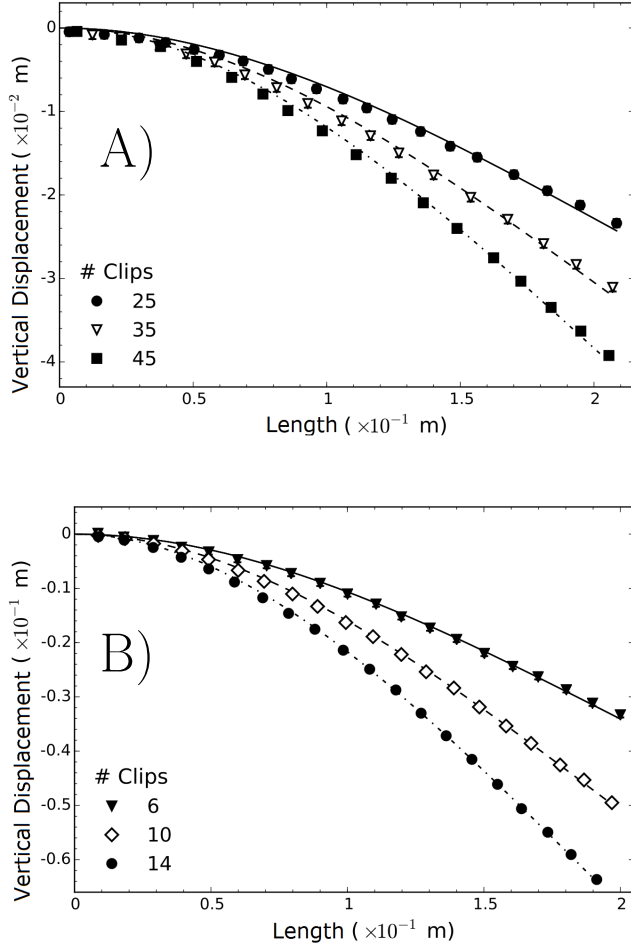 0
-1
-2
-3
-4
Vertical Displacement ( ×10⁻² m)
A)
# Clips
25
35
45
0 0.5 1 1.5 2
Length ( ×10⁻¹ m)
0
-0.1
-0.2
-0.3
-0.4
-0.5
-0.6
Vertical Displacement ( ×10⁻¹ m)
B)
# Clips
6
10
14
0 0.5 1 1.5 2
Length ( ×10⁻¹ m)